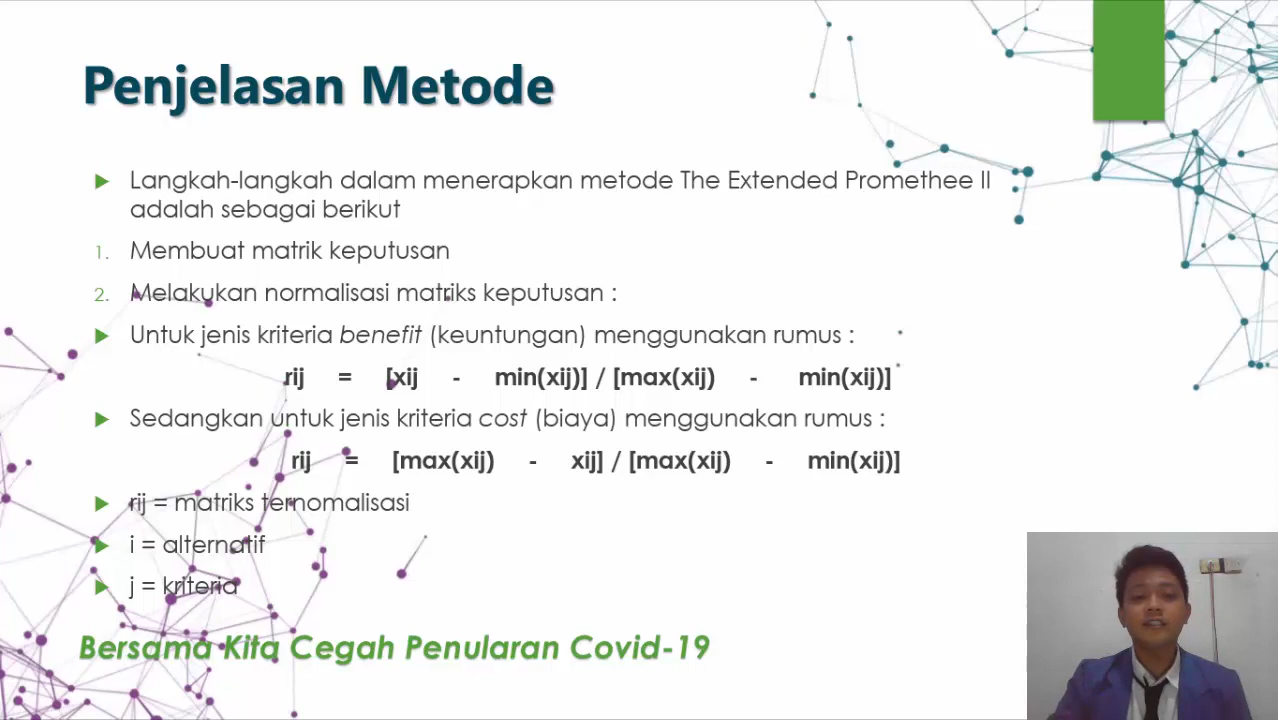 Penjelasan Metode
Langkah-langkah dalam menerapkan metode The Extended Promethee II
adalah sebagai berikut
1. Membuat matrik keputusan
2. Melakukan normalisasi matriks keputusan :
Untuk jenis kriteria benefit (keuntungan) menggunakan rumus :
rij = [xij - min(xij)] / [max(xij) - min(xij)]
Sedangkan untuk jenis kriteria cost (biaya) menggunakan rumus :
rij = [max(xij) - xij] / [max(xij) - min(xij)]
rij = matriks ternomalisasi
i = alternatif
j = kriteria
Bersama Kita Cegah Penularan Covid-19